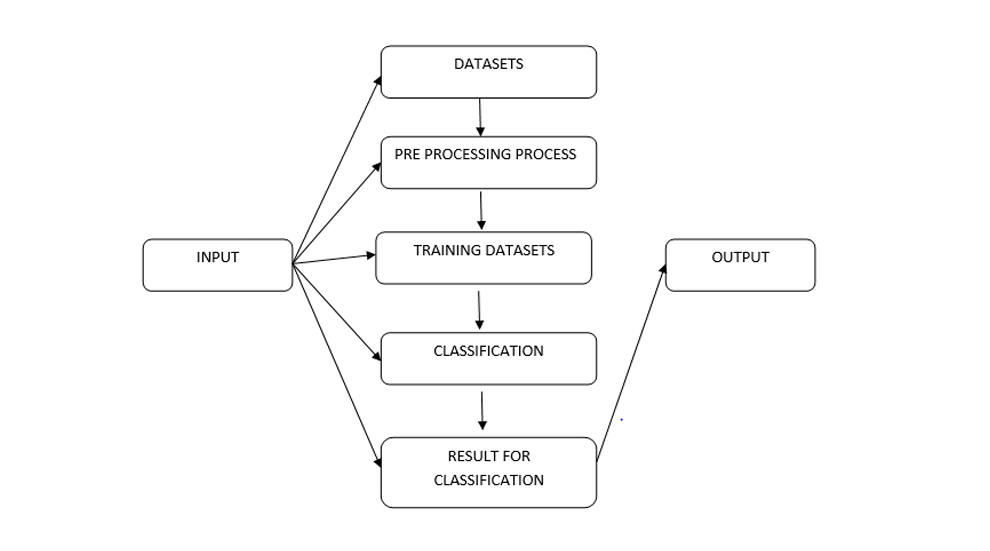 DATASETS
PRE PROCESSING PROCESS
TRAINING DATASETS
INPUT
OUTPUT
CLASSIFICATION
RESULT FOR
CLASSIFICATION